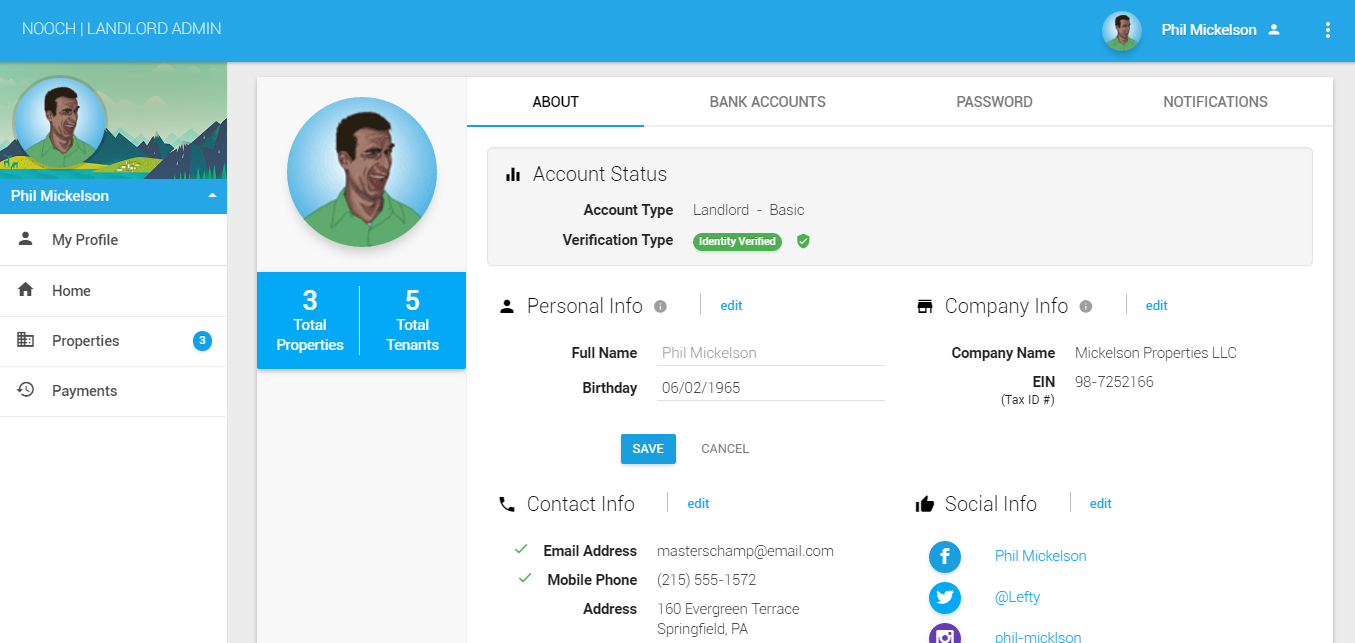 NOOCH | LANDLORD ADMIN
Phil Mickelson
Phil Mickelson
My Profile
Home
Properties 3
Payments
3 Total Properties
5 Total Tenants
ABOUT BANK ACCOUNTS PASSWORD NOTIFICATIONS
Account Status
Account Type Landlord - Basic
Verification Type Identity Verified
Personal Info edit
Full Name Phil Mickelson
Birthday 06/02/1965
SAVE CANCEL
Company Info edit
Company Name Mickelson Properties LLC
EIN 98-7252166
(Tax ID #)
Contact Info edit
Email Address masterschamp@email.com
Mobile Phone (215) 555-1572
Address 160 Evergreen Terrace
Springfield, PA
Social Info edit
Phil Mickelson
@Lefty
phil-micklson